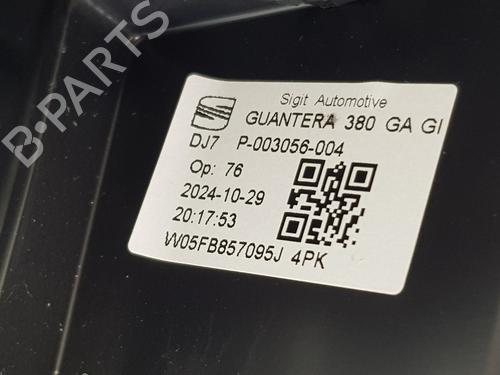 Sigit Automotive
GUANTERA 380 GA GI
DJ7 P-003056-004
Op: 76
2024-10-29
20:17:53
W05FB857095J 4PK
B-PARTS